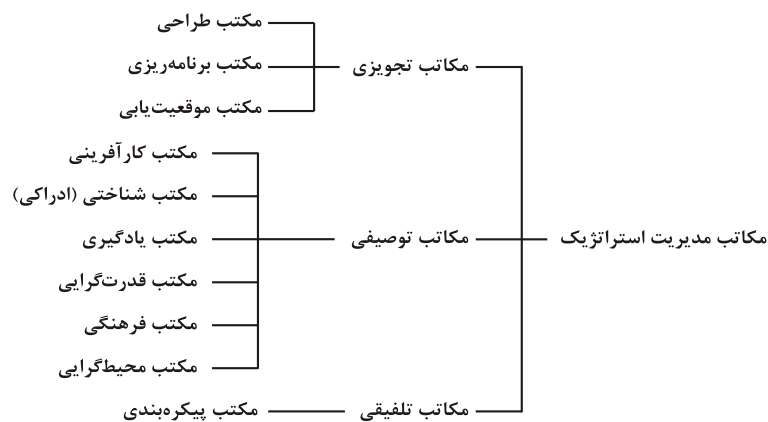 مکاتب مدیریت استراتژیک
مکاتب تجویزی
مکتب طراحی
مکتب برنامه‌ریزی
مکتب موقعیت‌یابی
مکاتب توصیفی
مکتب کارآفرینی
مکتب شناختی (ادراکی)
مکتب یادگیری
مکتب قدرت‌گرایی
مکتب فرهنگی
مکتب محیط‌گرایی
مکاتب تلفیقی
مکتب پیکره‌بندی